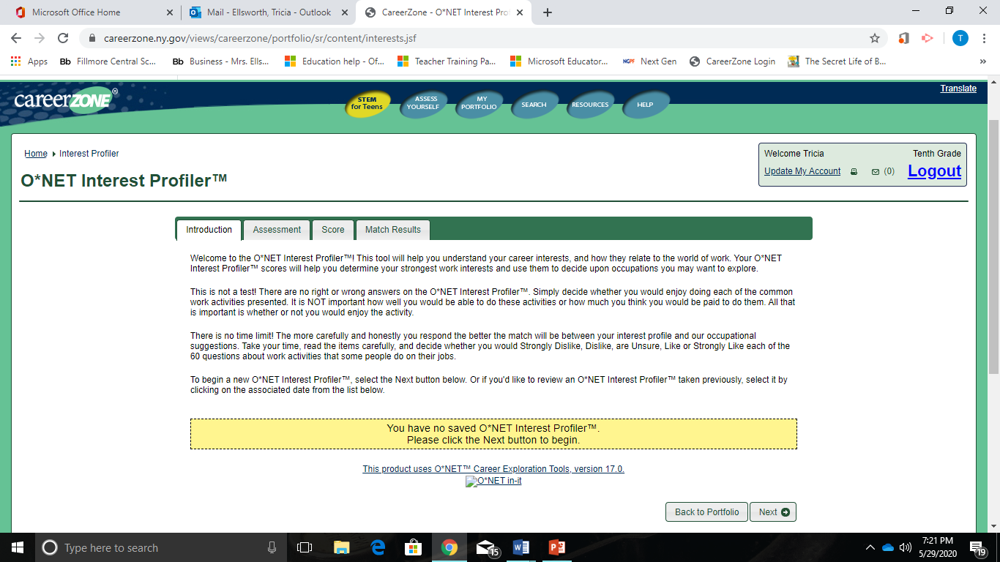 Microsoft Office Home
Mail - Ellsworth, Tricia - Outlook
CareerZone - O*NET Interest Pro
careerzone.ny.gov/views/careerzone/portfolio/sr/content/interests.jsf
T
Apps
Bb Fillmore Central Sc...
Bb Business - Mrs. Ells...
Education help - Of...
Teacher Training Pa...
Microsoft Educator...
NGPF Next Gen
CareerZone Login
The Secret Life of B...
»
careerZONE®
STEM
for Teens
ASSESS
YOURSELF
MY
PORTFOLIO
SEARCH
RESOURCES
HELP
Translate
Home
Interest Profiler
Welcome Tricia
Tenth Grade
Update My Account
(0)
Logout
O*NET Interest Profiler™
Introduction
Assessment
Score
Match Results
Welcome to the O*NET Interest Profiler™! This tool will help you understand your career interests, and how they relate to the world of work. Your O*NET
Interest Profiler™ scores will help you determine your strongest work interests and use them to decide upon occupations you may want to explore.
This is not a test! There are no right or wrong answers on the O*NET Interest Profiler™. Simply decide whether you would enjoy doing each of the common
work activities presented. It is NOT important how well you would be able to do these activities or how much you think you would be paid to do them. All that
is important is whether or not you would enjoy the activity.
There is no time limit! The more carefully and honestly you respond the better the match will be between your interest profile and our occupational
suggestions. Take your time, read the items carefully, and decide whether you would Strongly Dislike, Dislike, are Unsure, Like or Strongly Like each of the
60 questions about work activities that some people do on their jobs.
To begin a new O*NET Interest Profiler™, select the Next button below. Or if you'd like to review an O*NET Interest Profiler™ taken previously, select it by
clicking on the associated date from the list below.
You have no saved O*NET Interest Profiler™.
Please click the Next button to begin.
This product uses O*NET™ Career Exploration Tools, version 17.0.
O*NET in-it
Back to Portfolio
Next
Type here to search
15
7:21 PM
5/29/2020
19